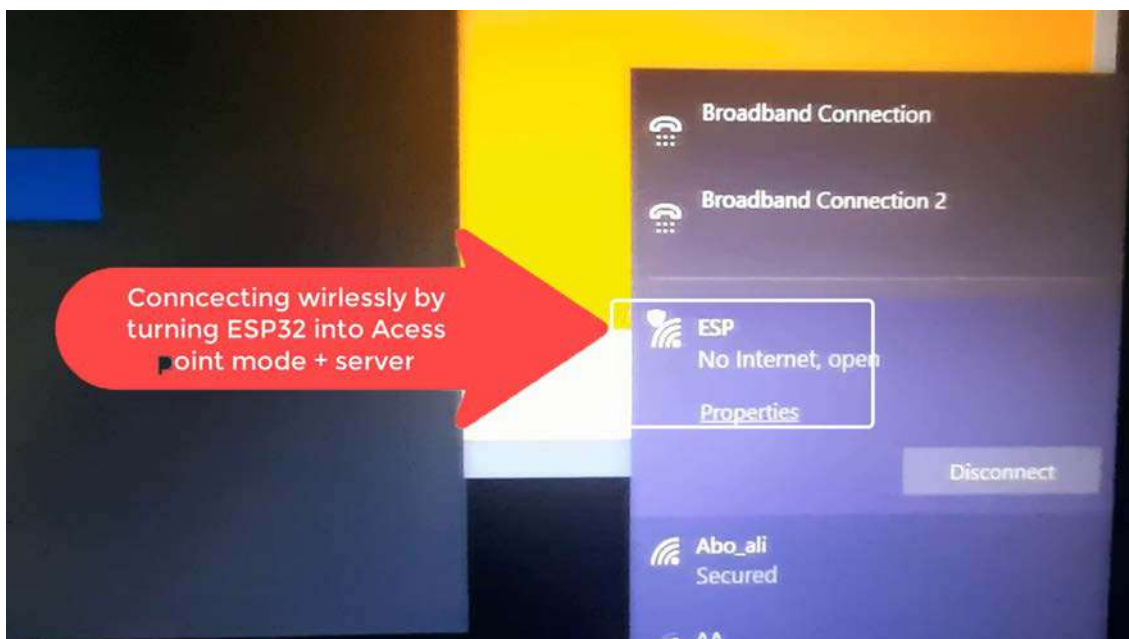 Broadband Connection
Broadband Connection 2
Conncecting wirlessly by
turning ESP32 into Acess
point mode + server
ESP
No Internet, open
Properties
Disconnect
Abo_ali
Secured
AA